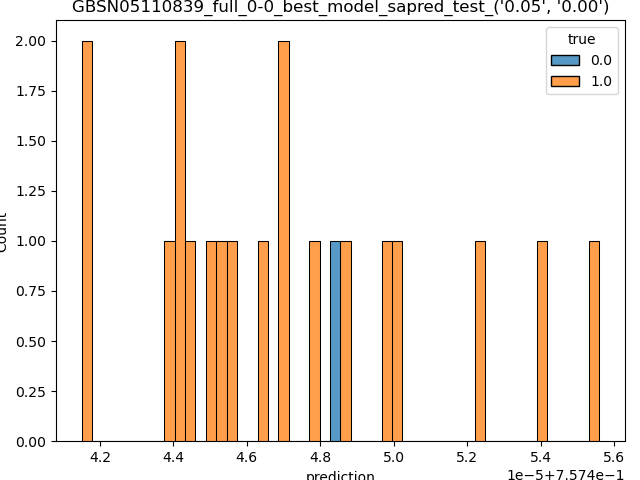 GBSN05110839_full_0-0_best_model_sapred_test_('0.05', '0.00')
2.00
1.75
1.50
1.25
1.00
0.75
0.50
0.25
0.00
Count
true
0.0
1.0
4.2 4.4 4.6 4.8 5.0 5.2 5.4 5.6
prediction
1e−5+7.574e−1